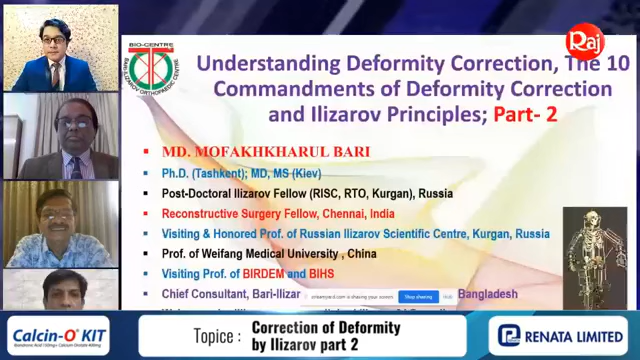 Raj
BIO-CENTRE
Understanding Deformity Correction, The 10
Commandments of Deformity Correction
and Ilizarov Principles; Part- 2
MD. MOFAKHKHARUL BARI
Ph.D. (Tashkent); MD, MS (Kiev)
Post-Doctoral Ilizarov Fellow (RISC, RTO, Kurgan), Russia
Reconstructive Surgery Fellow, Chennai, India
Visiting & Honored Prof. of Russian Ilizarov Scientific Centre, Kurgan, Russia
Prof. of Weifang Medical University , China
Visiting Prof. of BIRDEM and BIHS
Chief Consultant, Bari-Ilizar
Stop sharing
Bangladesh
Calcin-O KIT
Topice :
Correction of Deformity
by Ilizarov part 2
RENATA LIMITED